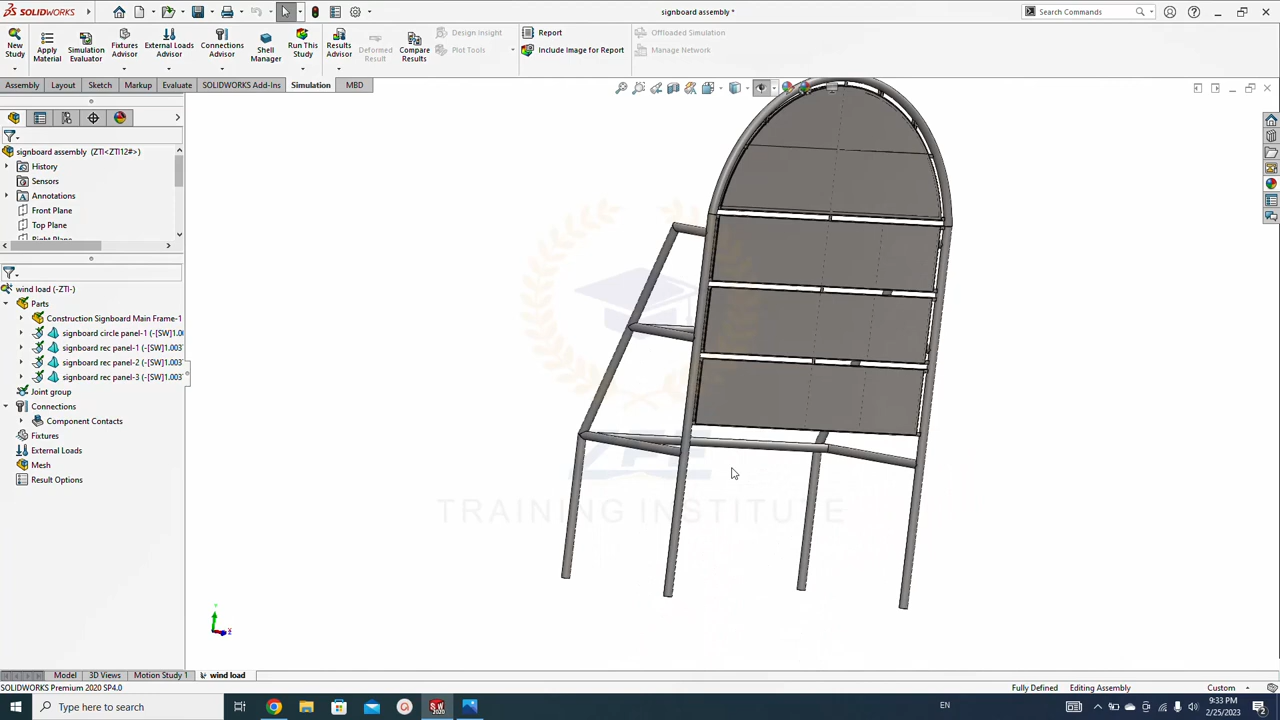 SOLIDWORKS
signboard assembly *
Search Commands
New Study
Apply Material
Simulation Evaluator
Fixtures Advisor
External Loads Advisor
Connections Advisor
Shell Manager
Run This Study
Results Advisor
Deformed Result
Compare Results
Design Insight
Plot Tools
Report
Include Image for Report
Offloaded Simulation
Manage Network
Assembly
Layout
Sketch
Markup
Evaluate
SOLIDWORKS Add-Ins
Simulation
MBD
signboard assembly (ZTI<ZTI12#>)
History
Sensors
Annotations
Front Plane
Top Plane
Right Plane
wind load (-ZTI-)
Parts
Construction Signboard Main Frame-1
signboard circle panel-1 (-[SW]1.00
signboard rec panel-1 (-[SW]1.003
signboard rec panel-2 (-[SW]1.003
signboard rec panel-3 (-[SW]1.003
Joint group
Connections
Component Contacts
Fixtures
External Loads
Mesh
Result Options
TRAINING INSTITUTE
Model
3D Views
Motion Study 1
wind load
SOLIDWORKS Premium 2020 SP4.0
Fully Defined
Editing Assembly
Custom
Type here to search
EN
9:33 PM
2/25/2023